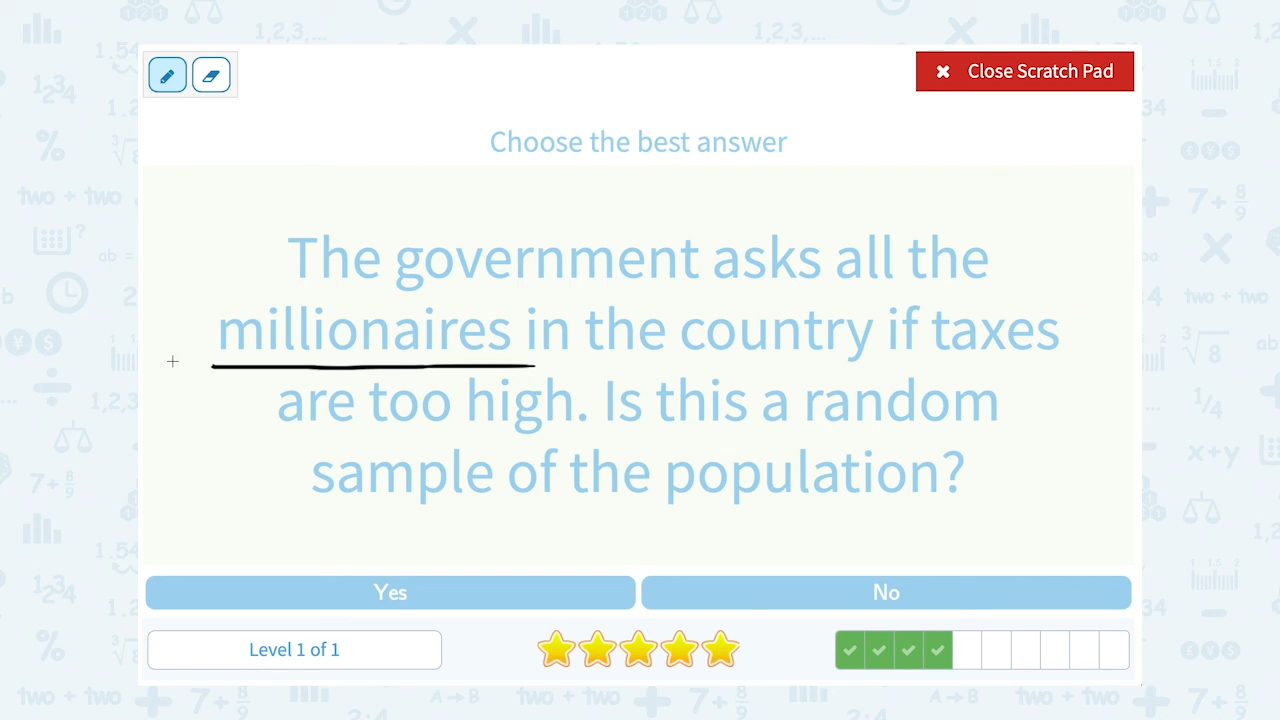 Close Scratch Pad
Choose the best answer
The government asks all the
millionaires in the country if taxes
are too high. Is this a random
sample of the population?
Yes
No
Level 1 of 1